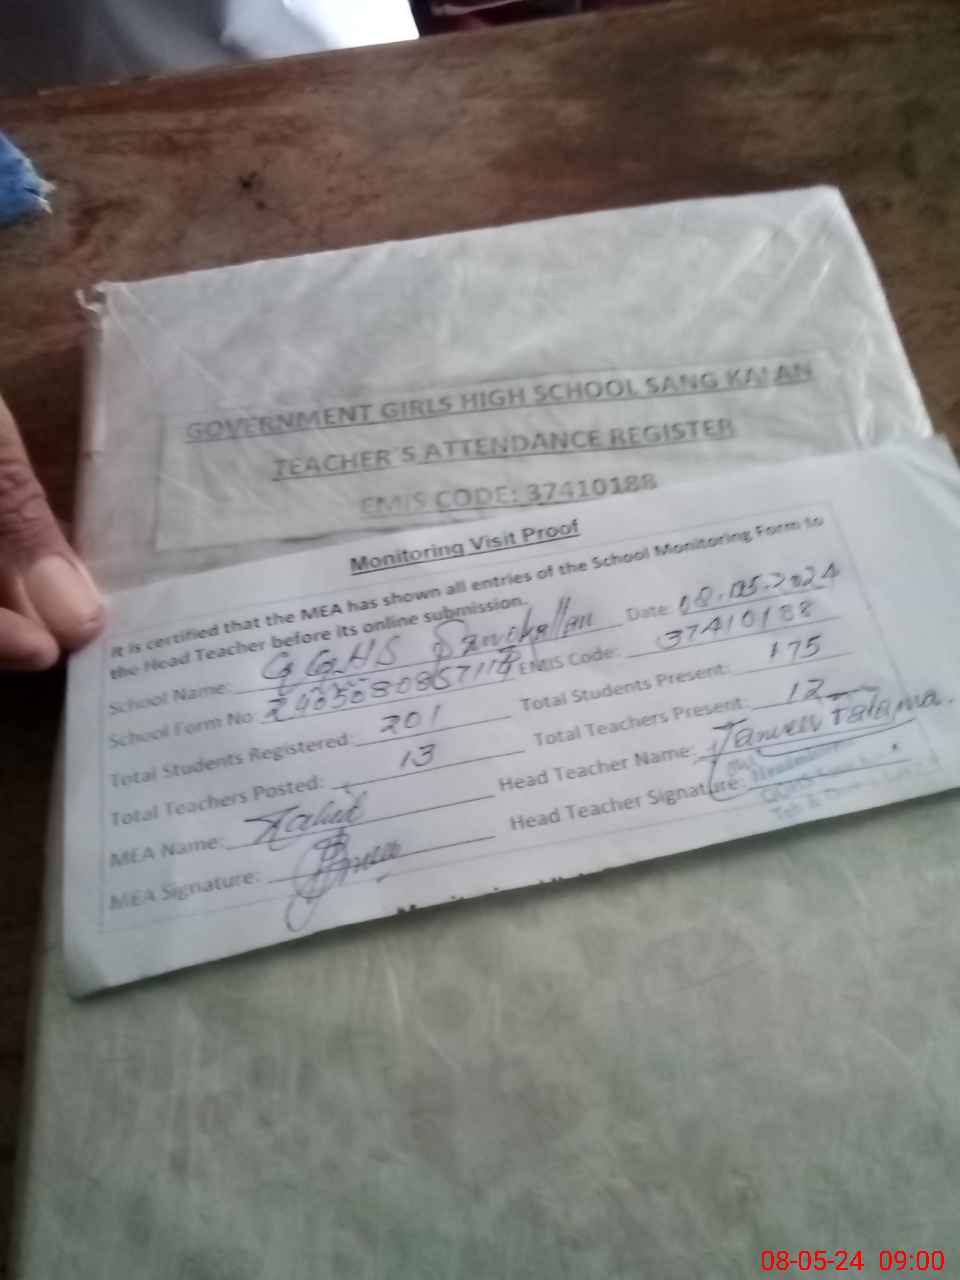 GOVERNMENT GIRLS HIGH SCHOOL SANG KALAN
TEACHER'S ATTENDANCE REGISTER
EMIS CODE: 37410188
Monitoring Visit Proof
It is certified that the MEA has shown all entries of the School Monitoring Form to
the Head Teacher before its online submission.
School Name: GGHS Date: 08.05.2024
School Form No: EMIS Code: 37410188
Total Students Registered: 201 Total Students Present: 175
Total Teachers Posted: 13 Total Teachers Present: 12
MEA Name: Head Teacher Name:
MEA Signature: Head Teacher Signature:
08-05-24 09:00